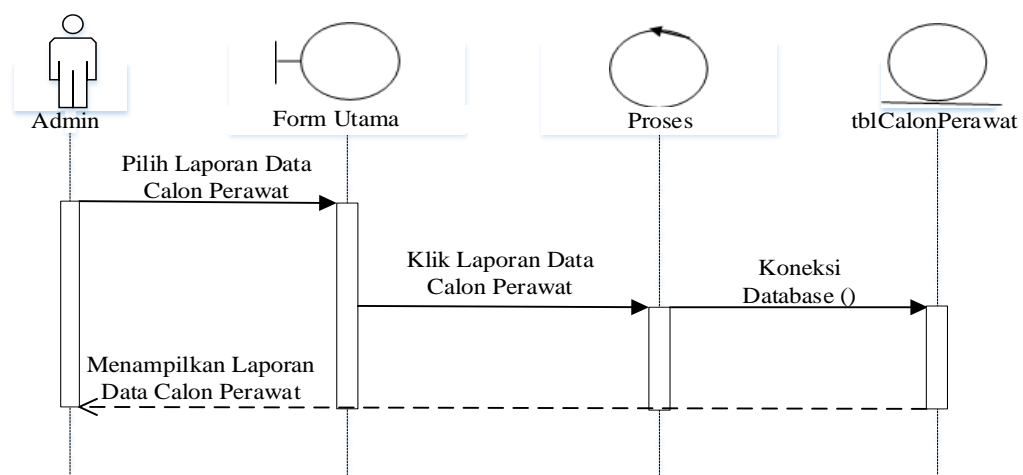 Admin
Form Utama
Proses
tblCalonPerawat
Pilih Laporan Data
Calon Perawat
Klik Laporan Data
Calon Perawat
Koneksi
Database ()
Menampilkan Laporan
Data Calon Perawat